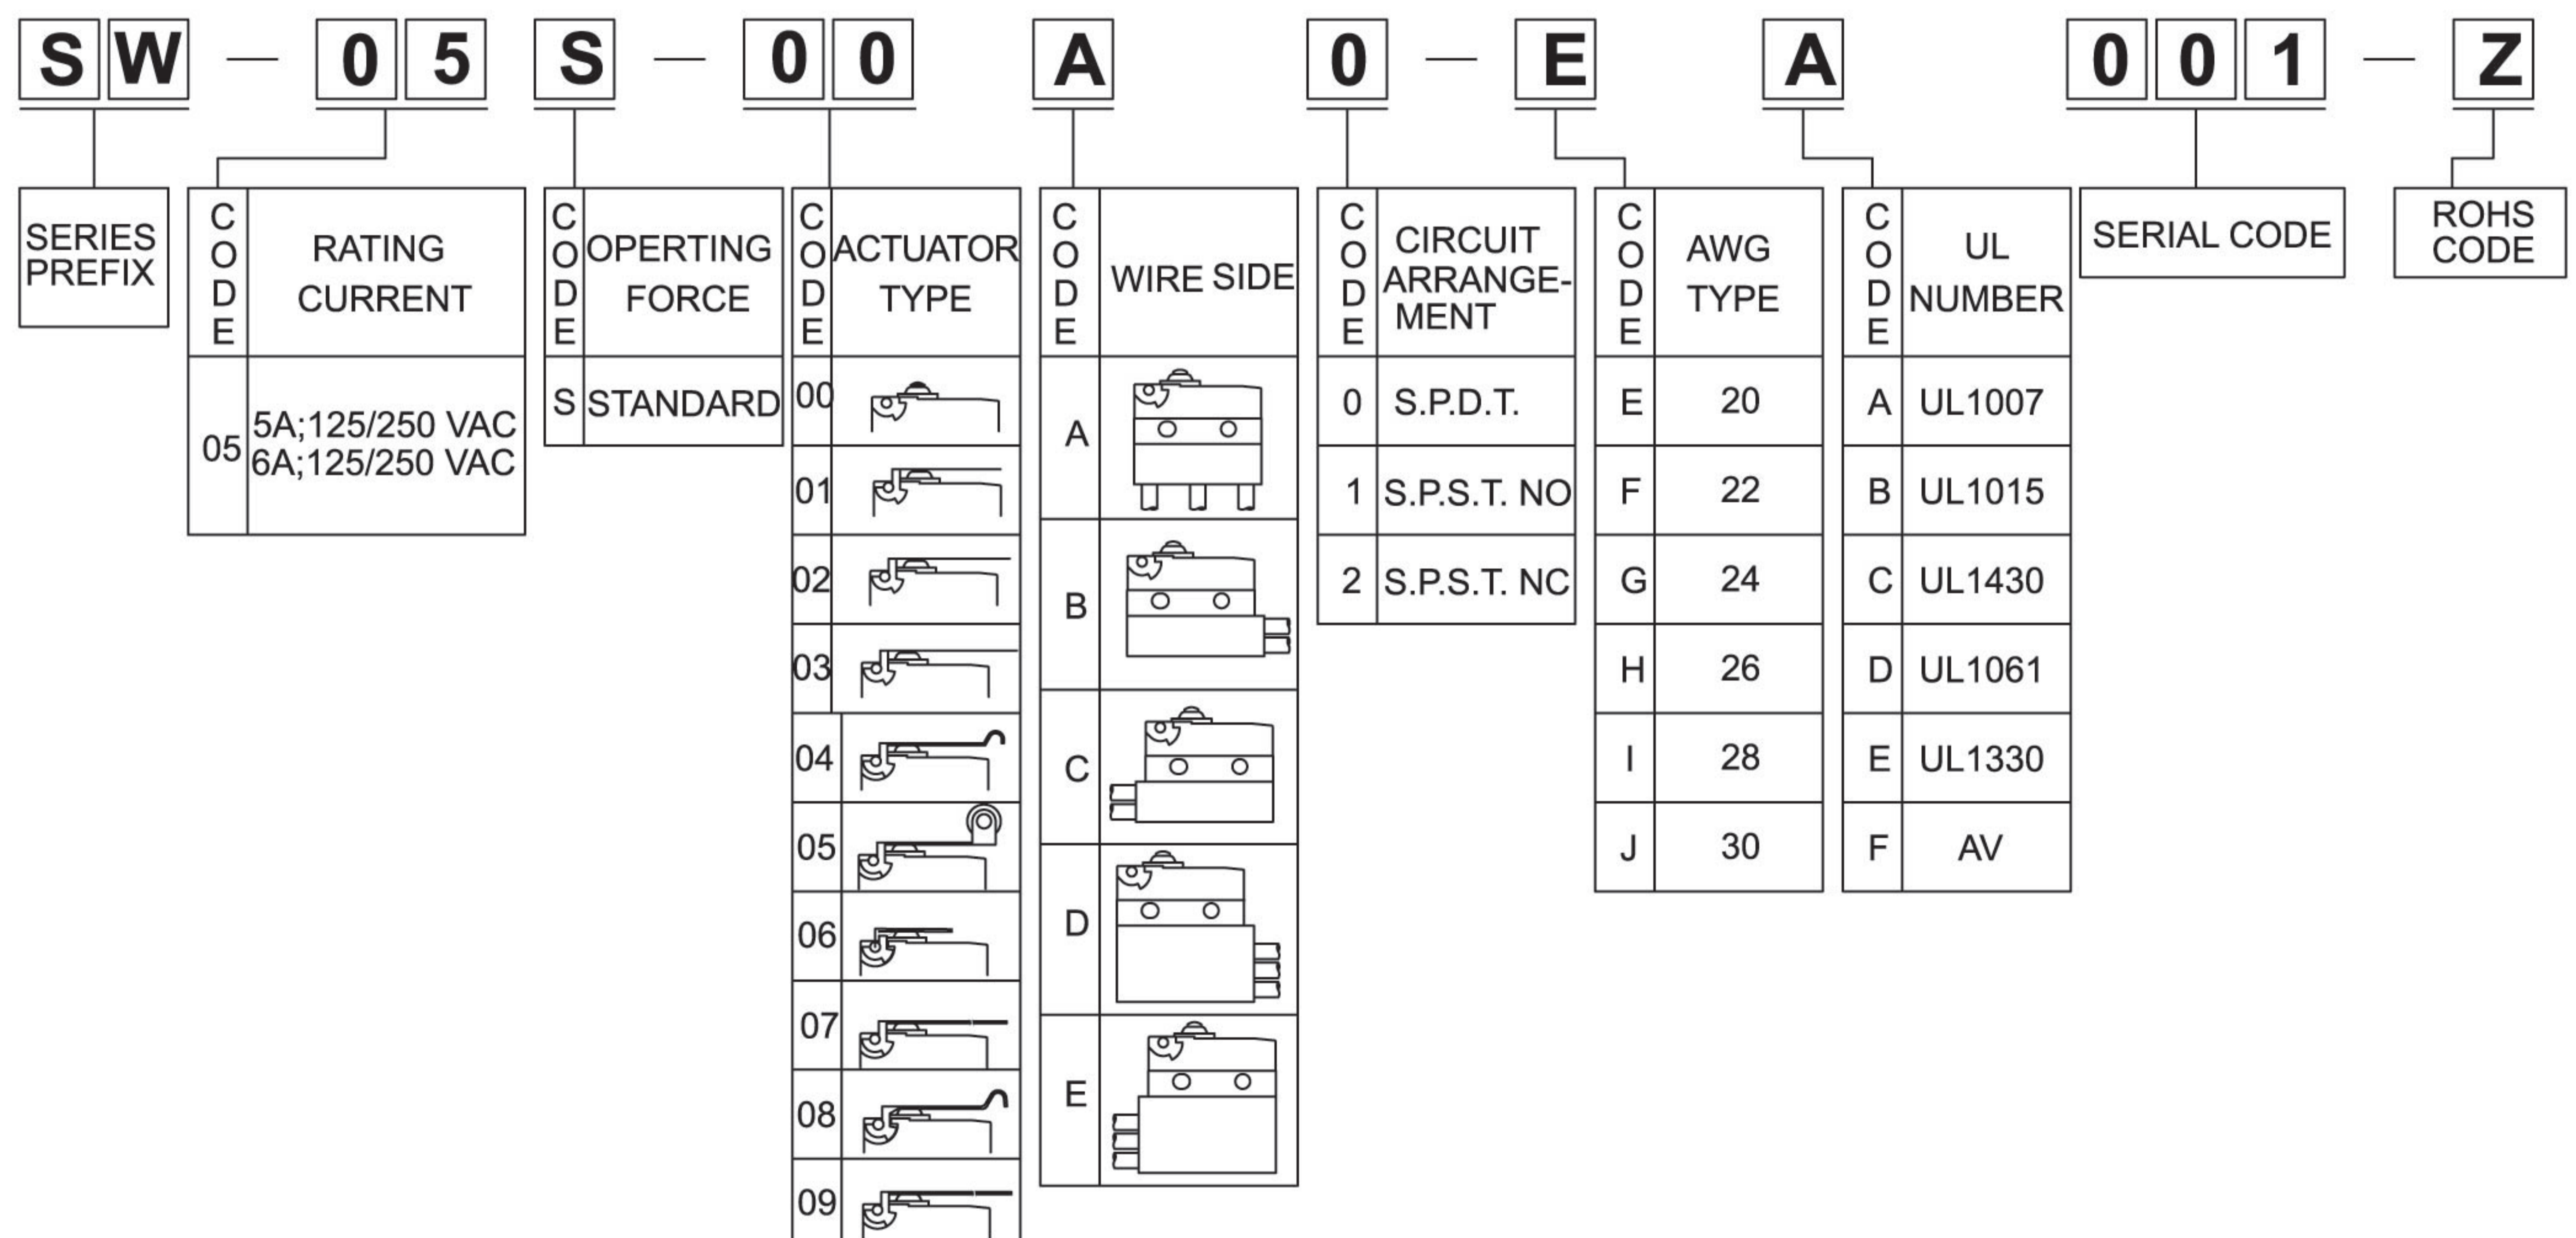 SW — 05 S — 00 A 0 — E A 001 — Z
SERIES
PREFIX
CODE
RATING
CURRENT
05
5A;125/250 VAC
6A;125/250 VAC
CODE
OPERTING
FORCE
S STANDARD
CODE
ACTUATOR
TYPE
00
01
02
03
04
05
06
07
08
09
CODE
WIRE SIDE
A
B
C
D
E
CODE
CIRCUIT
ARRANGE-
MENT
0 S.P.D.T.
1 S.P.S.T. NO
2 S.P.S.T. NC
CODE
AWG
TYPE
E 20
F 22
G 24
H 26
I 28
J 30
CODE
UL
NUMBER
A UL1007
B UL1015
C UL1430
D UL1061
E UL1330
F AV
SERIAL CODE
ROHS
CODE